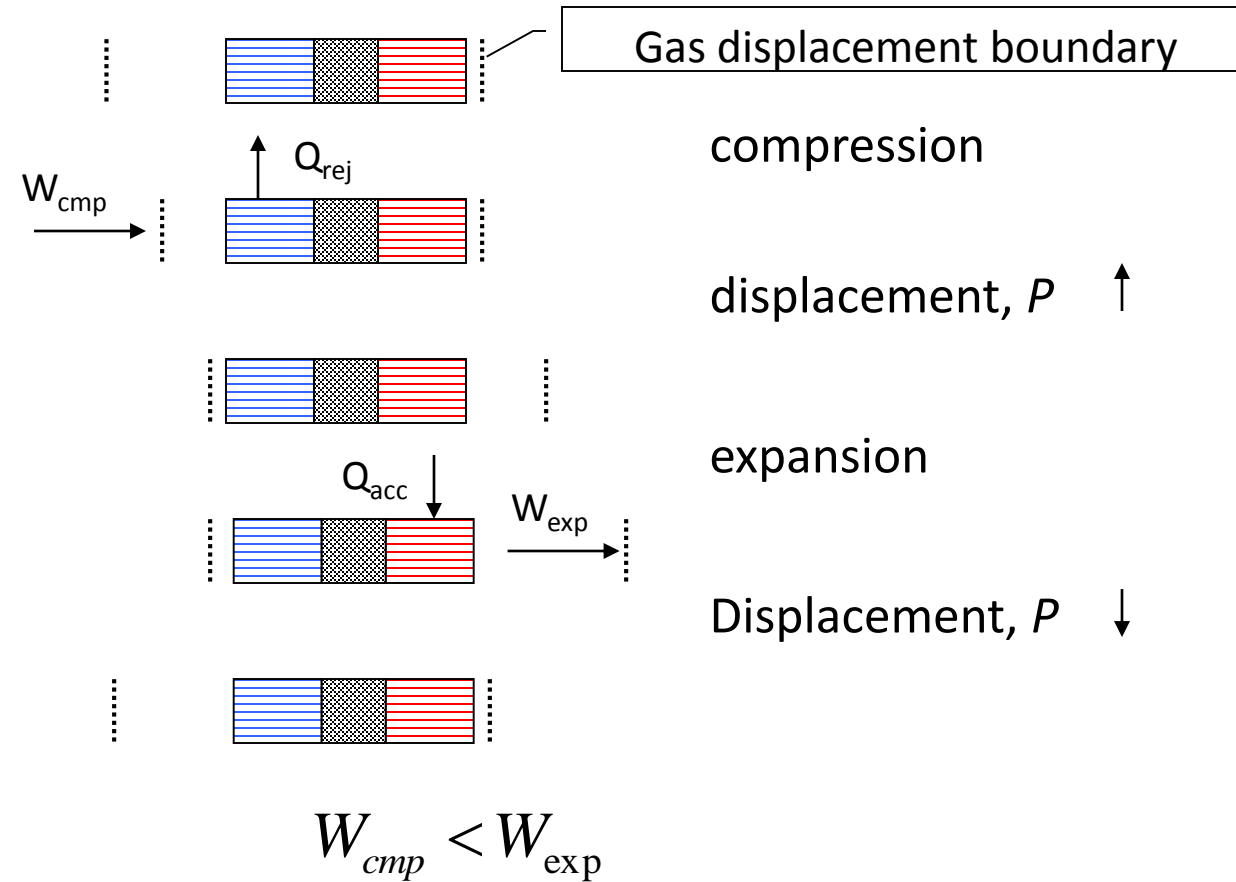 Gas displacement boundary
compression
Q_rej
W_cmp
displacement, P ↑
expansion
Q_acc
W_exp
Displacement, P ↓
W_cmp < W_exp